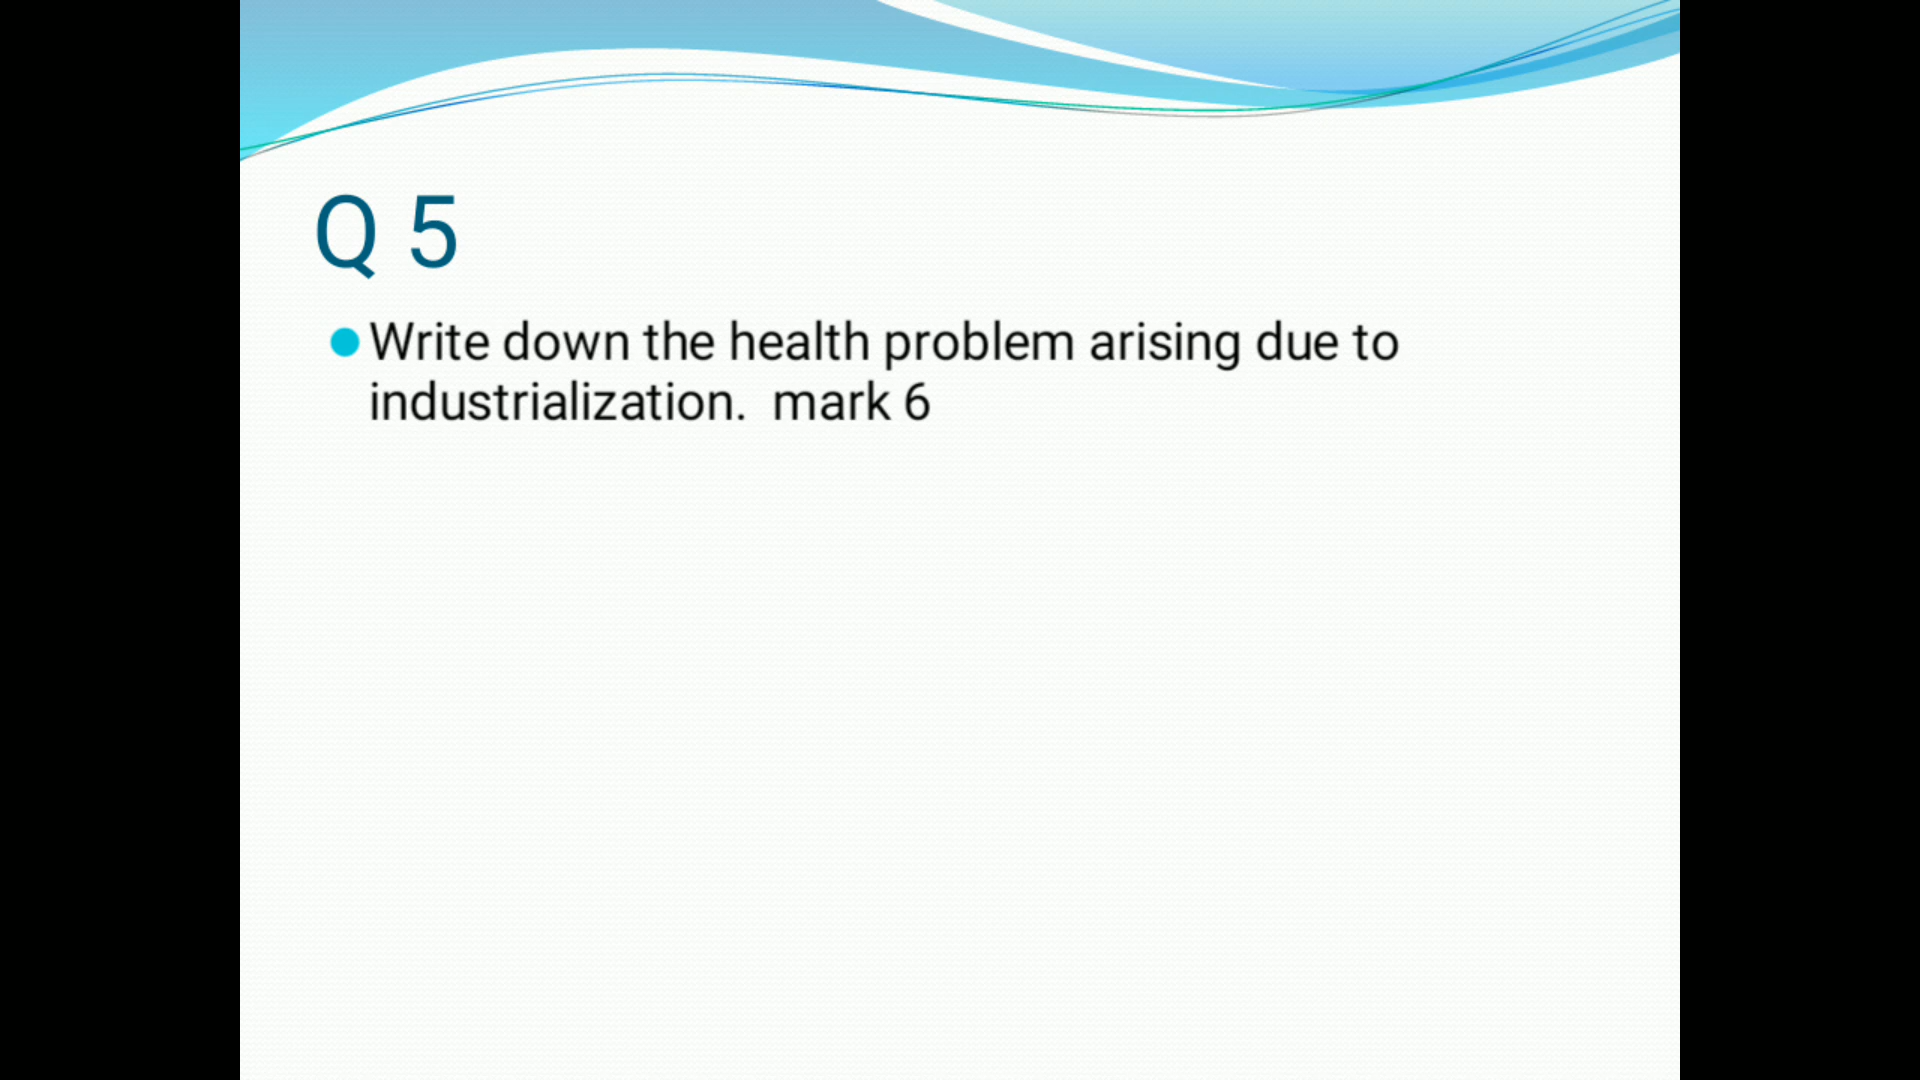 Q 5
Write down the health problem arising due to
industrialization.  mark 6